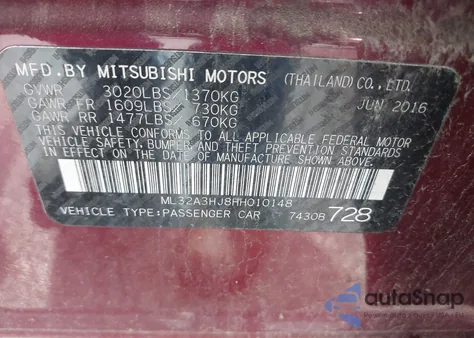 MFD.BY MITSUBISHI MOTORS (THAILAND) CO., LTD.
GVWR 3020LBS 1370KG JUN 2016
GAWR FR 1609LBS 730KG
GAWR RR 1477LBS 670KG
THIS VEHICLE CONFORMS TO ALL APPLICABLE FEDERAL MOTOR
VEHICLE SAFETY, BUMPER, AND THEFT PREVENTION STANDARDS
IN EFFECT ON THE DATE OF MANUFACTURE SHOWN ABOVE.
ML32A3HJ8HH010148
VEHICLE TYPE:PASSENGER CAR 7430B 728
autoSnap